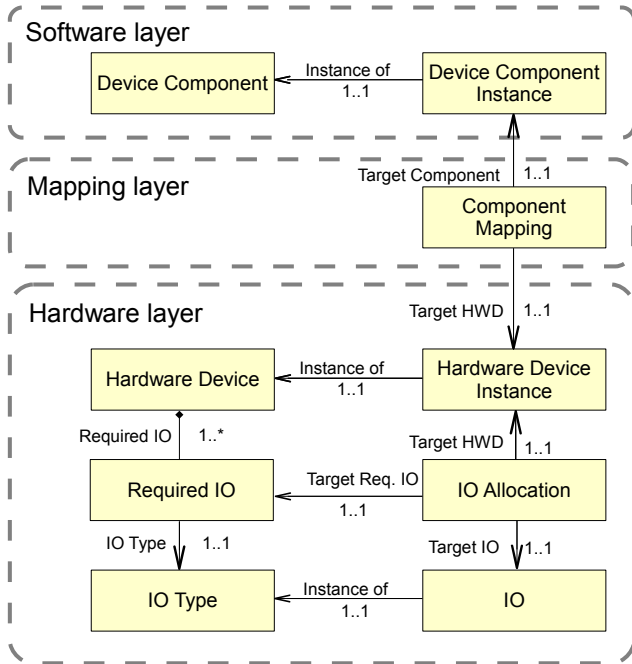 Software layer
Device Component
Instance of
1..1
Device Component
Instance
Target Component
1..1
Mapping layer
Component
Mapping
Target HWD
1..1
Hardware layer
Hardware Device
Instance of
1..1
Hardware Device
Instance
Required IO
1..*
Target HWD
1..1
Required IO
Target Req. IO
1..1
IO Allocation
IO Type
1..1
Target IO
1..1
IO Type
Instance of
1..1
IO